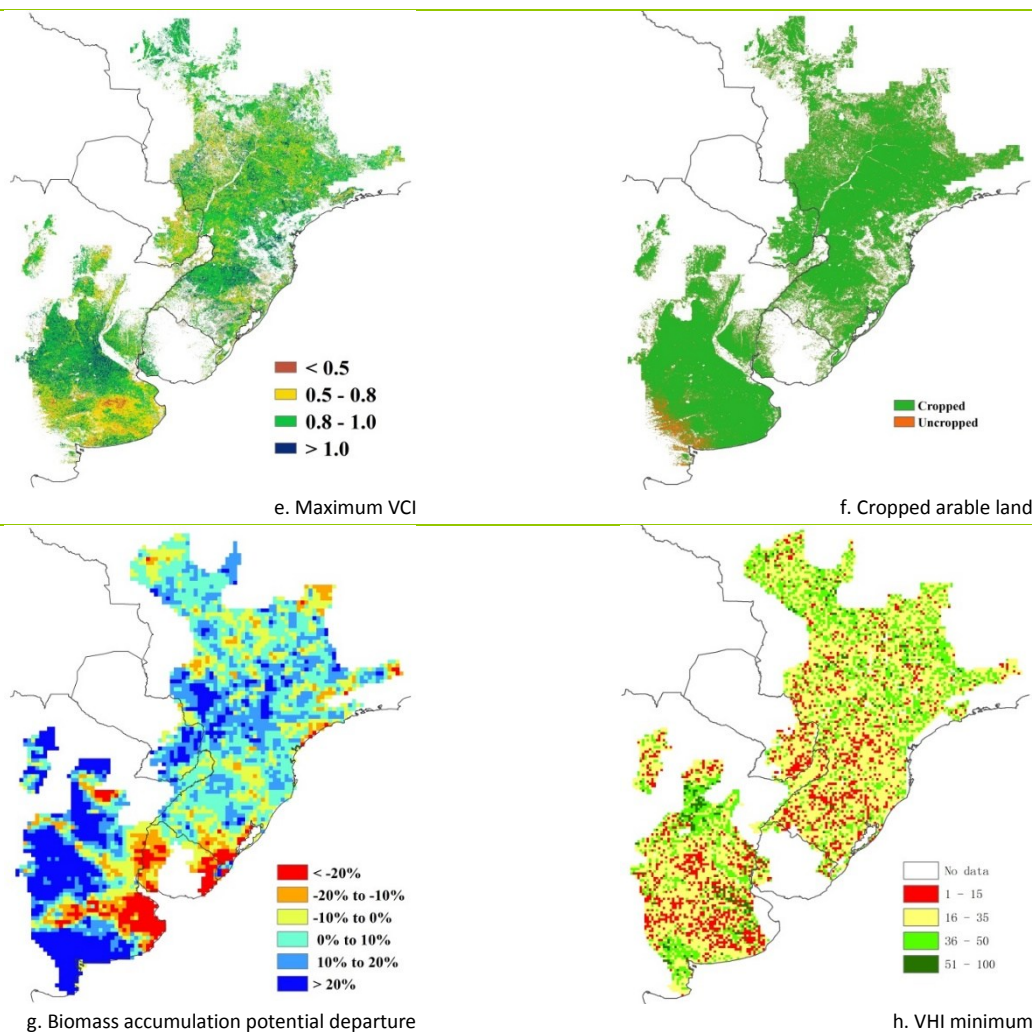 < 0.5
0.5 - 0.8
0.8 - 1.0
> 1.0
e. Maximum VCI
Cropped
Uncropped
f. Cropped arable land
< -20%
-20% to -10%
-10% to 0%
0% to 10%
10% to 20%
> 20%
g. Biomass accumulation potential departure
No data
1 - 15
16 - 35
36 - 50
51 - 100
h. VHI minimum